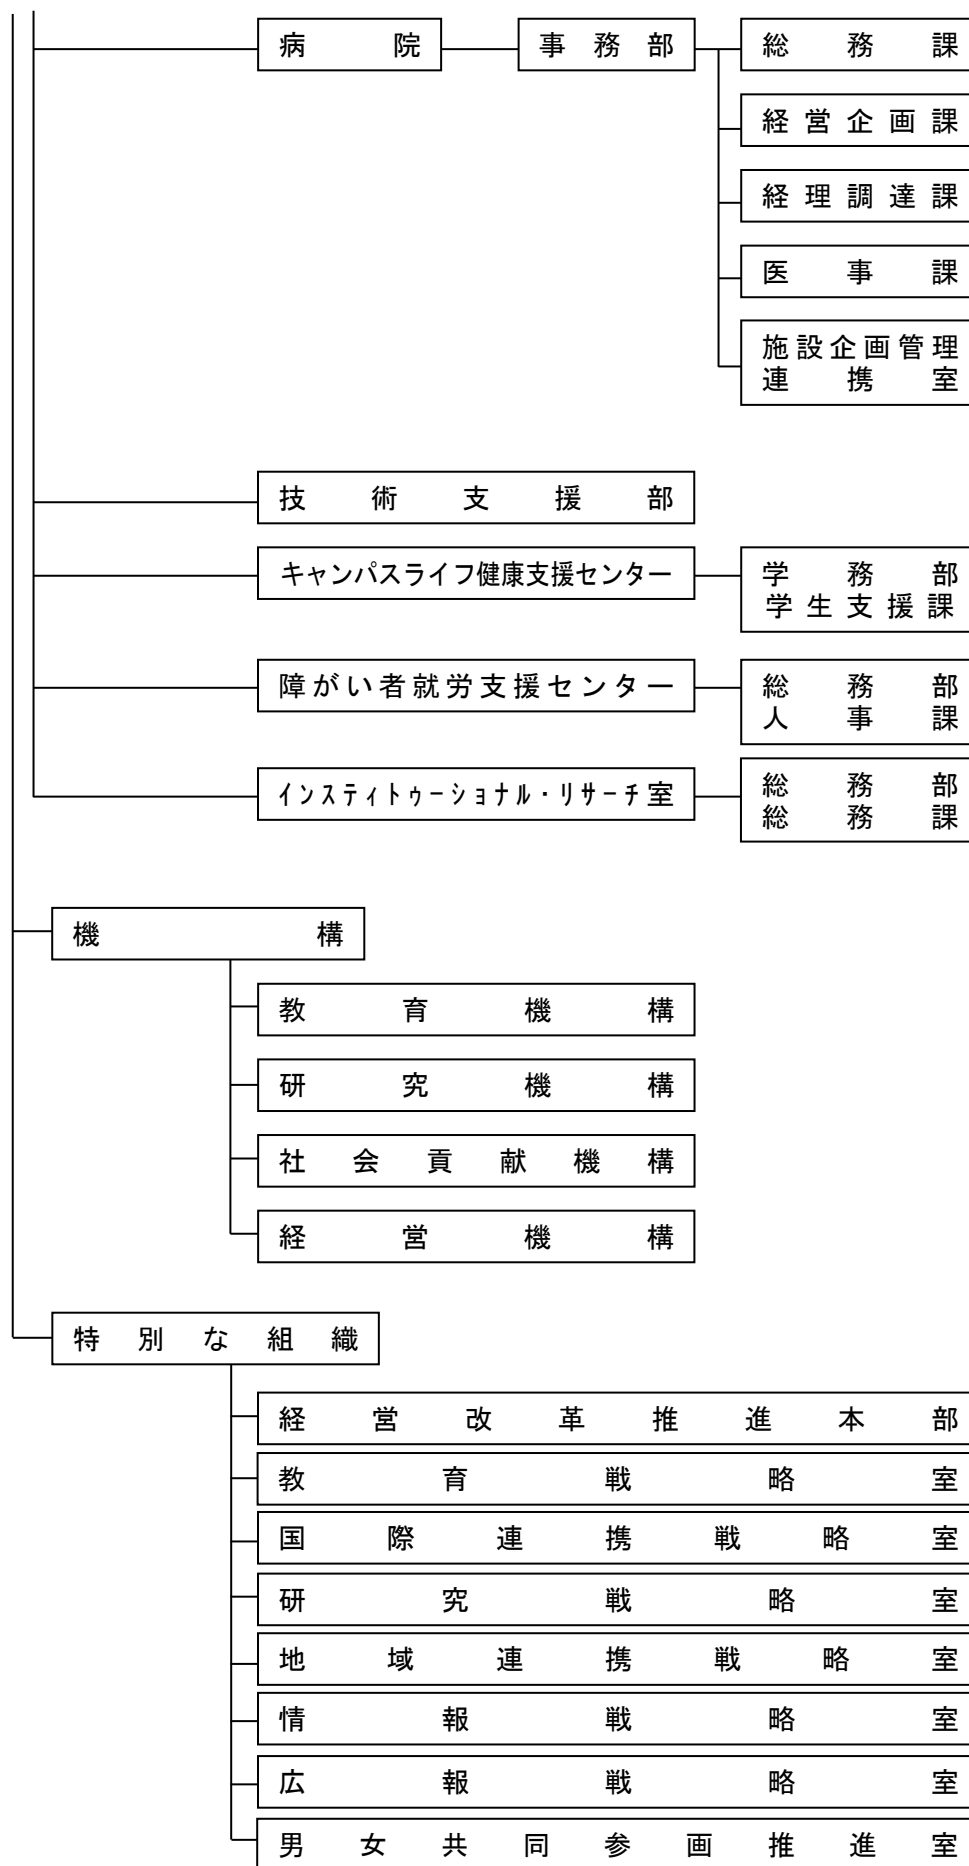 病院 事務部 総務課
経営企画課
経理調達課
医事課
施設企画管理
連携室
技術支援部
キャンパスライフ健康支援センター 学務部
学生支援課
障がい者就労支援センター 総務部
人事課
インスティトゥーショナル・リサーチ室 総務部
総務課
機構
教育機構
研究機構
社会貢献機構
経営機構
特別な組織
経営改革推進本部
教育戦略室
国際連携戦略室
研究戦略室
地域連携戦略室
情報戦略室
広報戦略室
男女共同参画推進室